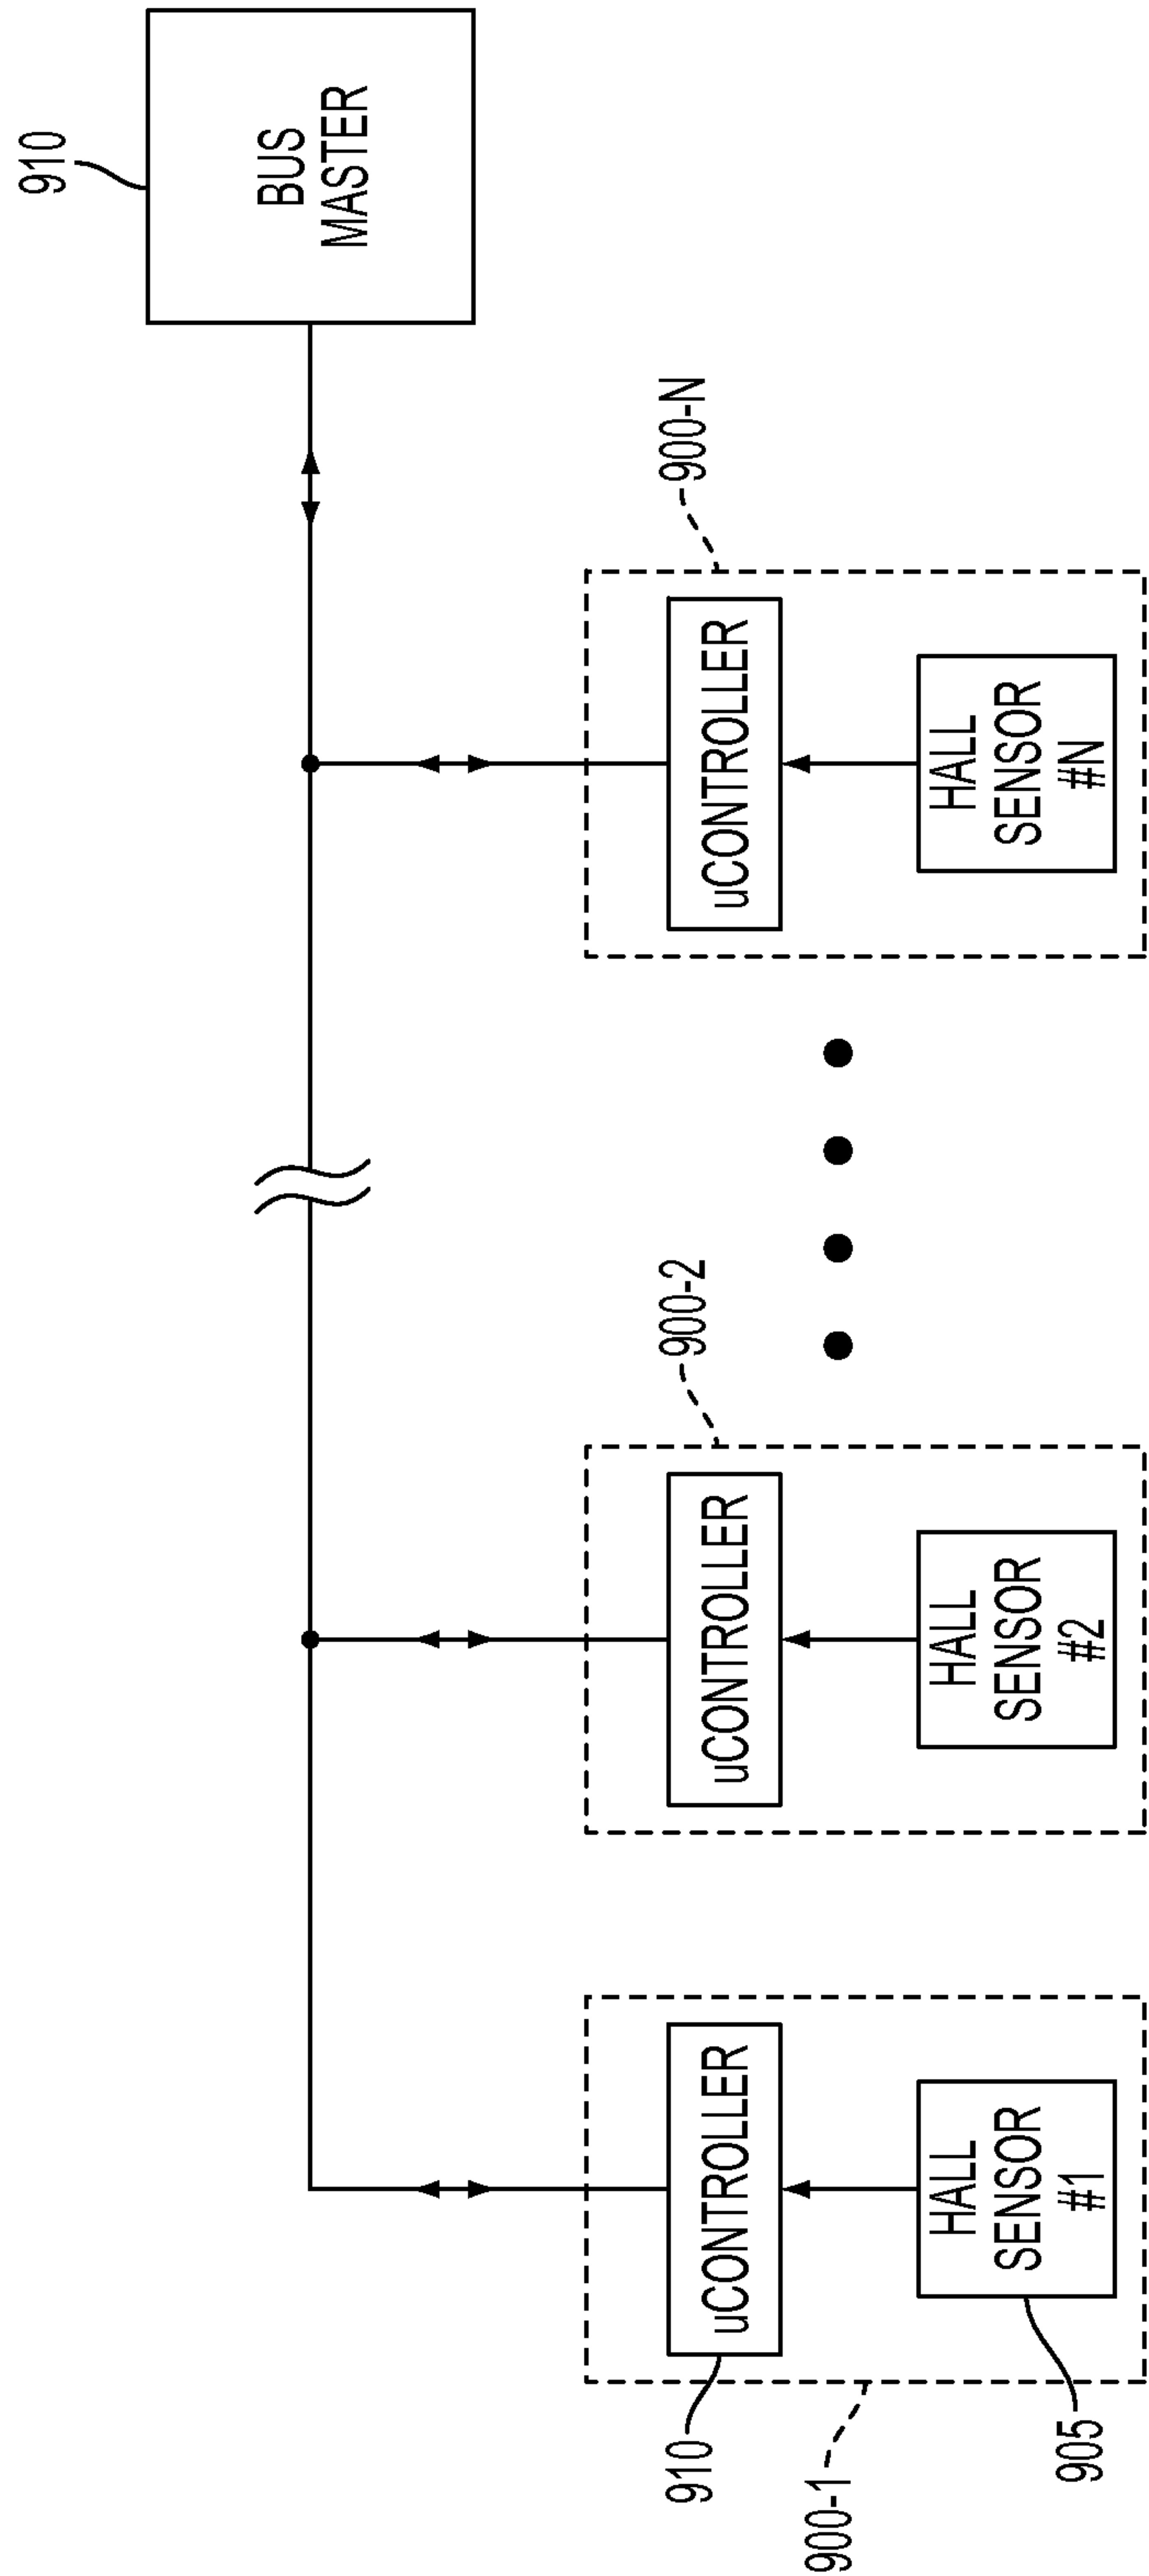 910
BUS
MASTER
900-1
910
uCONTROLLER
HALL
SENSOR
#1
905
900-2
uCONTROLLER
HALL
SENSOR
#2
900-N
uCONTROLLER
HALL
SENSOR
#N